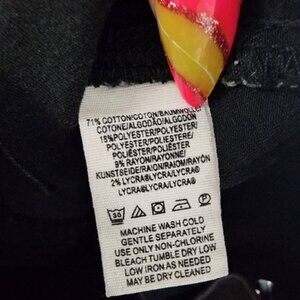 71% COTTON/COTON/BAUMWOLLE/
COTONE/ALGODÃO/ALGODON
18%POLYESTER/POLYESTER/
POLYESTER/POLIESTERE/
POLIÉSTER/POLIÉSTER
9% RAYON/RAYONNE/
KUNSTSEIDE/RAION/RAIOM/RAYÓN
2% LYCRA®LYCRA/LYCRA®
LYCRA®LYCRA/LYCRA®
30
MACHINE WASH COLD
GENTLE SEPARATELY
USE ONLY NON-CHLORINE
BLEACH TUMBLE DRY LOW
LOW IRON AS NEEDED
MAY BE DRY CLEANED